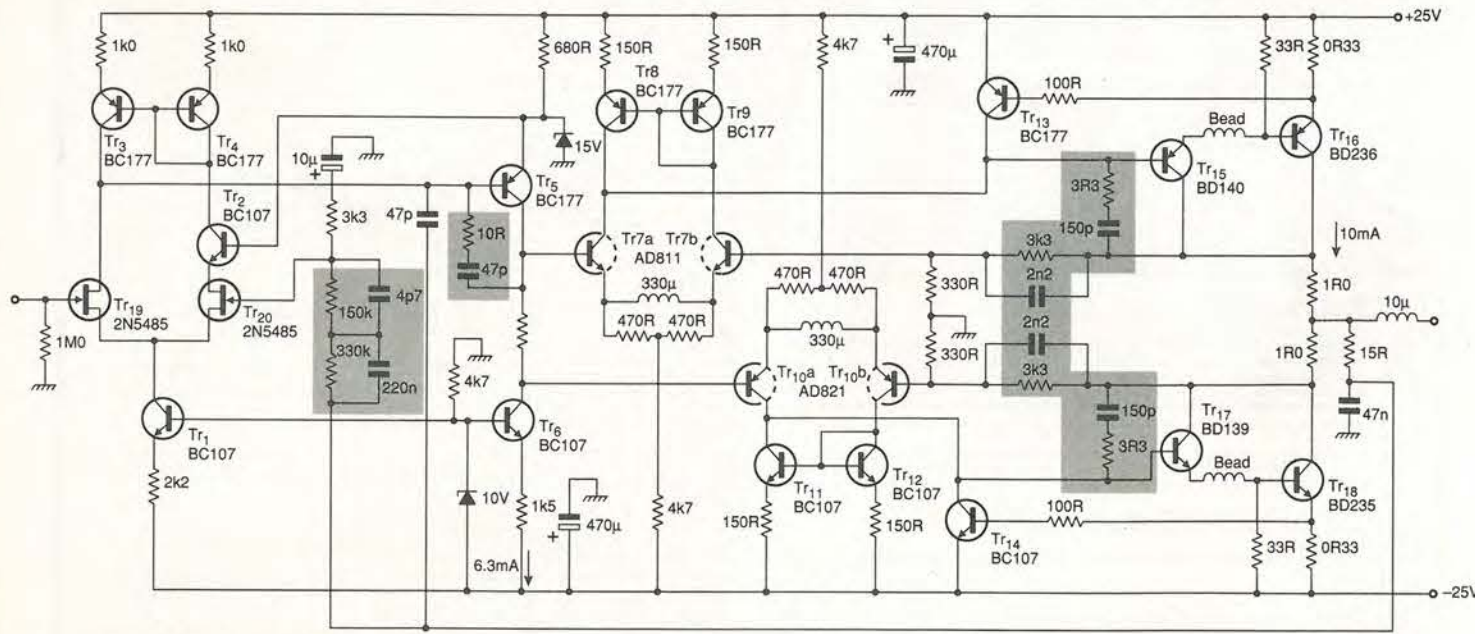 +25V
1k0
1k0
680R
150R
150R
4k7
470µ
+
33R
0R33
Tr3
BC177
Tr4
BC177
Tr8
BC177
Tr9
BC177
15V
Tr13
BC177
100R
Bead
Tr16
BD236
Tr15
BD140
10µ
+
3k3
Tr2
BC107
47p
Tr5
BC177
10R
47p
Tr7a
Tr7b
AD811
3R3
150p
10mA
3k3
2n2
330R
470R
470R
330µ
470R
470R
1R0
10µ
Tr19
2N5485
Tr20
2N5485
1M0
150k
4p7
330k
220n
4k7
330µ
330R
2n2
3k3
1R0
15R
47n
Tr10a
Tr10b
AD821
150p
3R3
Tr17
BD139
Bead
Tr1
BC107
2k2
Tr6
BC107
10V
1k5
470µ
+
6.3mA
4k7
Tr11
BC107
Tr12
BC107
150R
150R
Tr14
BC107
100R
33R
0R33
Tr18
BD235
–25V